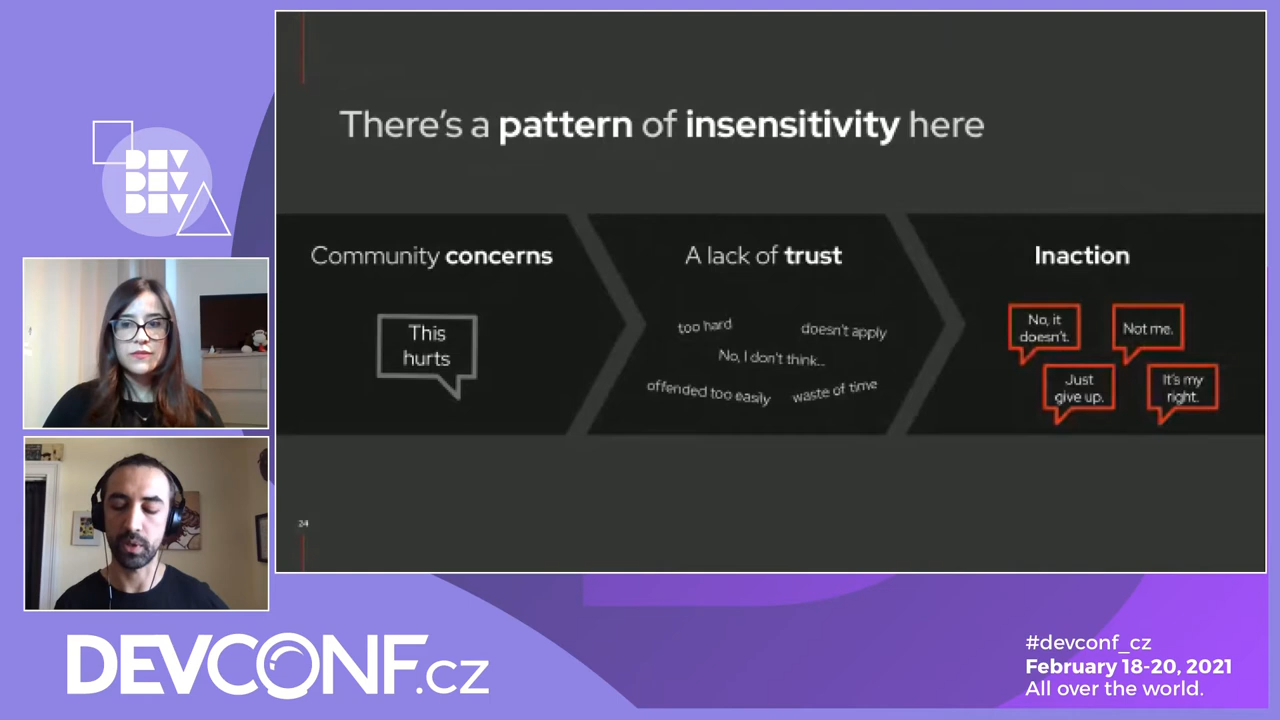 DEV
DEV
DEV
There's a pattern of insensitivity here
Community concerns
This
hurts
A lack of trust
too hard
doesn't apply
No, I don't think...
offended too easily
waste of time
Inaction
No, it
doesn't.
Not me.
Just
give up.
It's my
right.
24
DEVCONF.cz
#devconf_cz
February 18-20, 2021
All over the world.